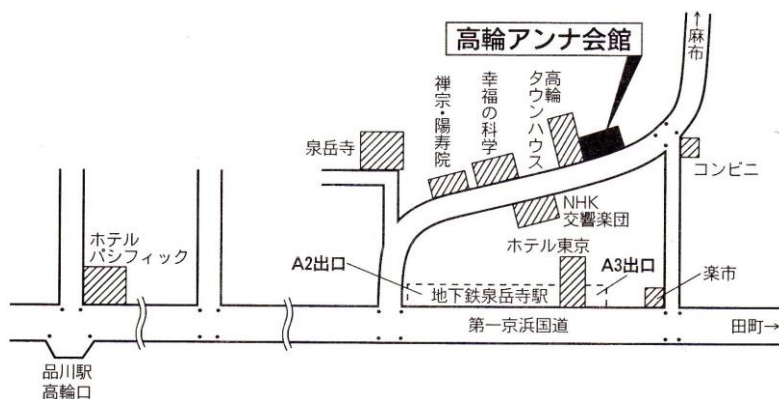 ↑麻布
高輪アンナ会館
高輪
タウンハウス
幸福の科学
禅宗・陽寿院
泉岳寺
コンビニ
NHK
交響楽団
ホテル
パシフィック
ホテル東京
A2出口
A3出口
地下鉄泉岳寺駅
楽市
第一京浜国道
田町→
品川駅
高輪口